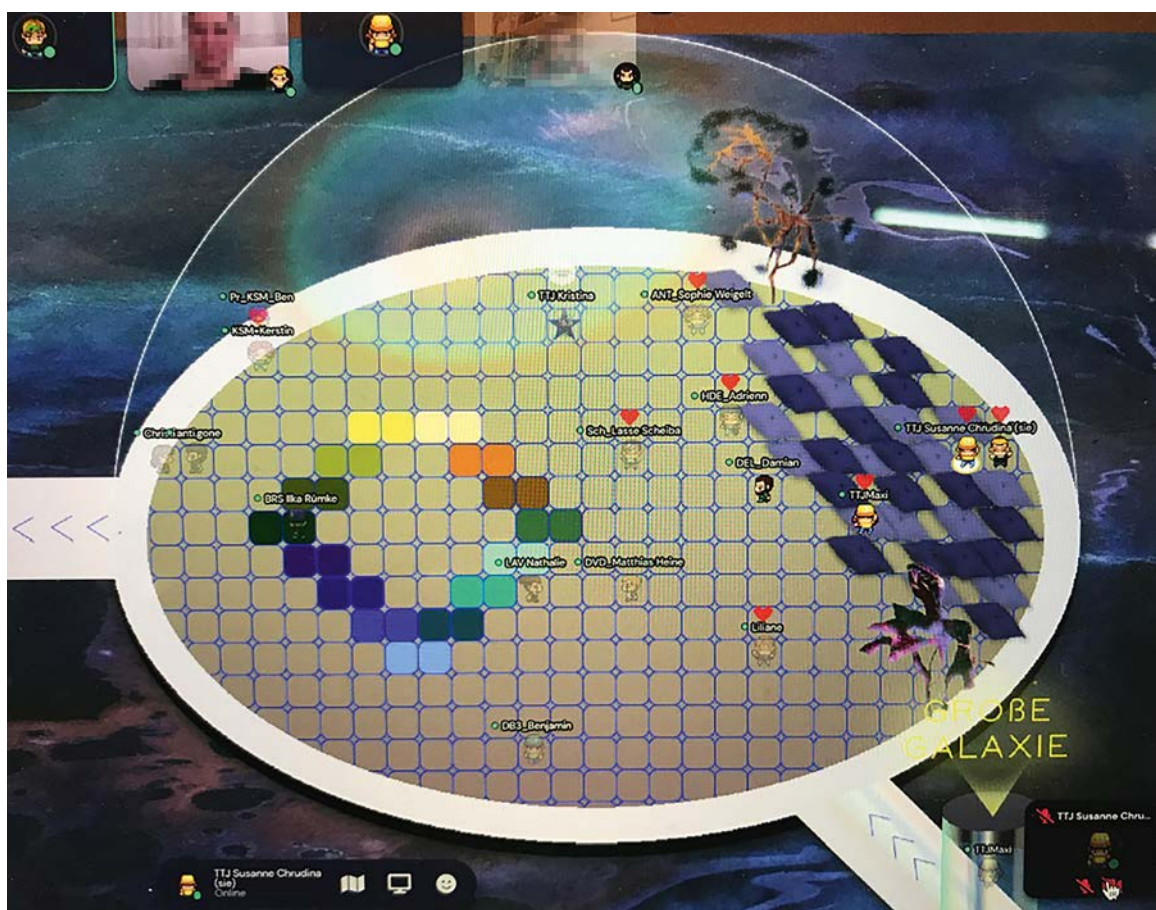 Pr_KSM_Ben
TTJ Kristina
ANT_Sophie Weigelt
KSM+Kerstin
HDE_Adrienn
Sch_Lasse Scheiba
TTJ Susanne Chrudina (sie)
DEL_Damian
TTJMaxi
BRS Ilka Rümke
LAV Nathalie
DVD_Matthias Heine
Liliane
DB3_Benjamin
GROßE
GALAXIE
TTJ Susanne Chru...
TTJMaxi
TTJ Susanne Chrudina
(sie)
Online